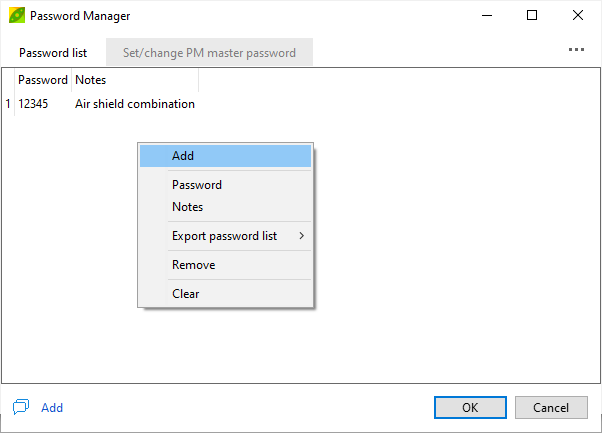 Password Manager
Password list
Set/change PM master password
Password Notes
1 12345 Air shield combination
Add
Password
Notes
Export password list
Remove
Clear
Add
OK
Cancel